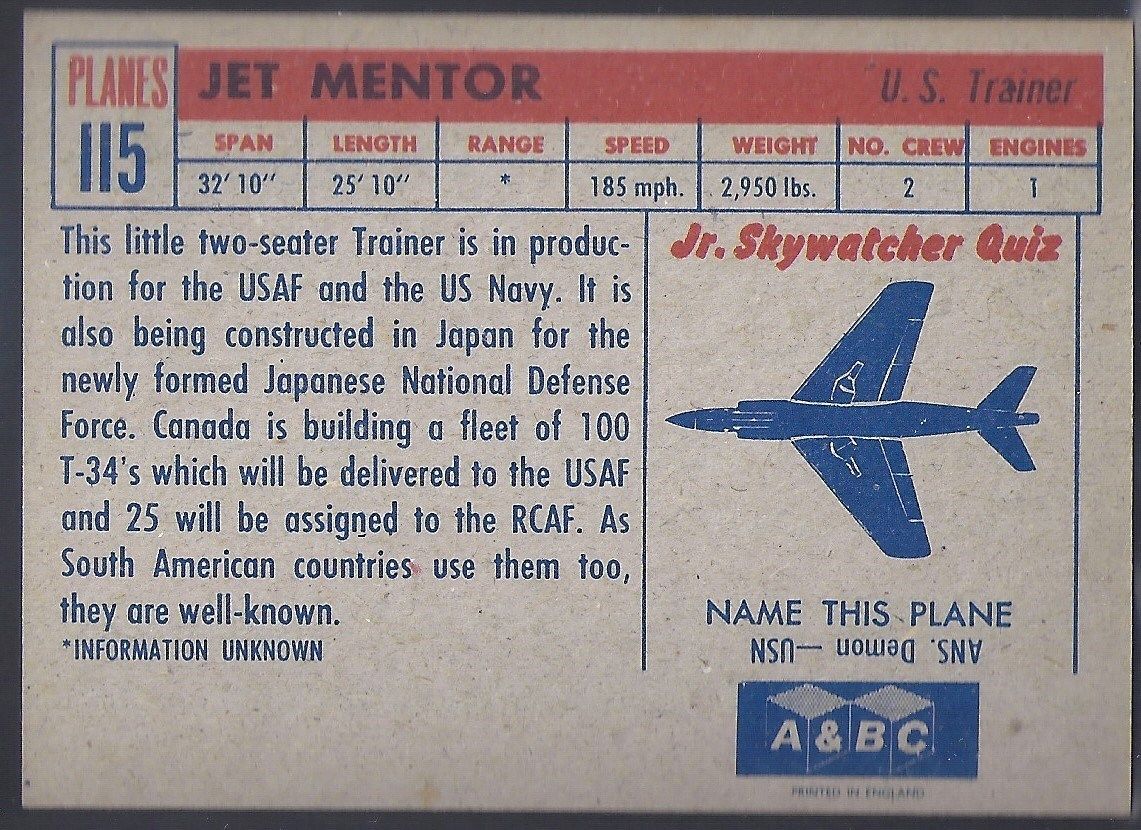 PLANES
115
JET MENTOR
U. S. Trainer
SPAN LENGTH RANGE SPEED WEIGHT NO. CREW ENGINES
32' 10" 25' 10" * 185 mph. 2,950 lbs. 2 1
This little two-seater Trainer is in produc-
tion for the USAF and the US Navy. It is
also being constructed in Japan for the
newly formed Japanese National Defense
Force. Canada is building a fleet of 100
T-34's which will be delivered to the USAF
and 25 will be assigned to the RCAF. As
South American countries use them too,
they are well-known.
*INFORMATION UNKNOWN
Jr. Skywatcher Quiz
NAME THIS PLANE
ANS. Demon — USN
A & B C
PRINTED IN ENGLAND